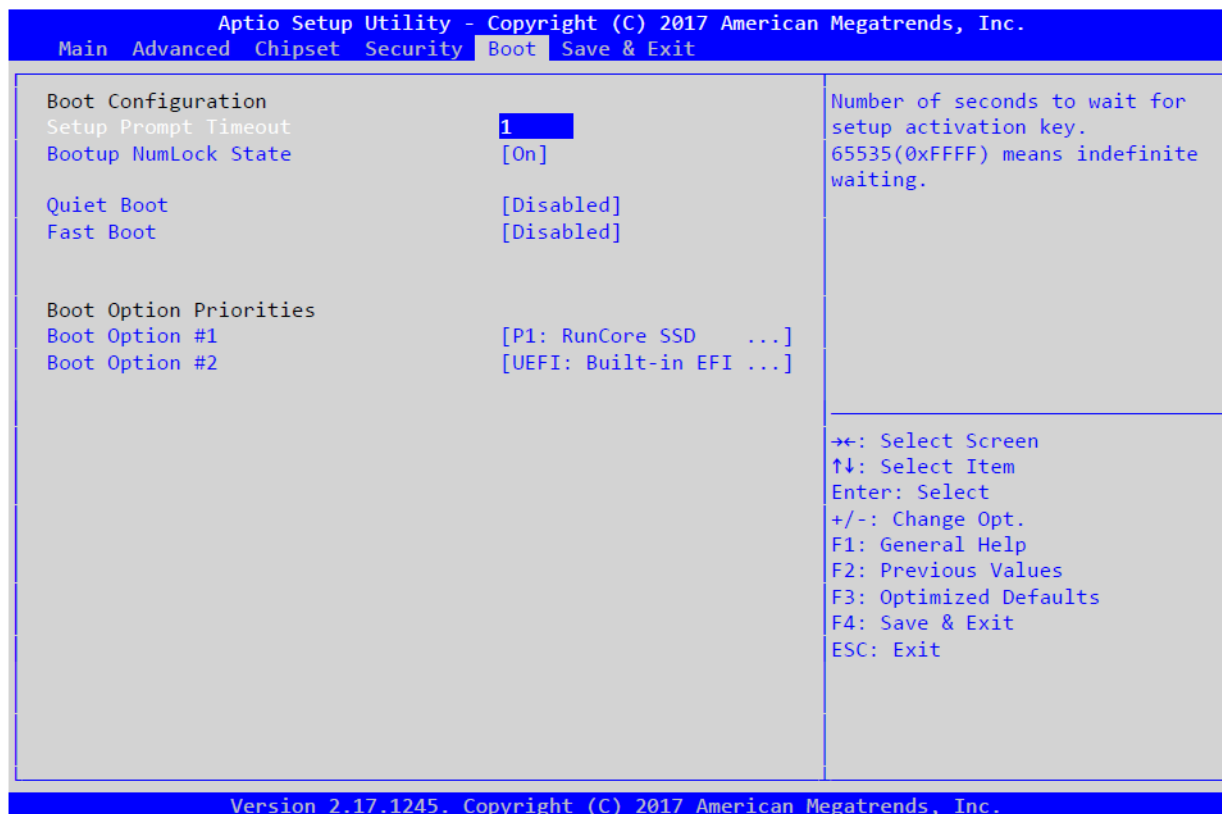 Aptio Setup Utility - Copyright (C) 2017 American Megatrends, Inc.
Main Advanced Chipset Security Boot Save & Exit
Boot Configuration
Setup Prompt Timeout 1
Bootup NumLock State [On]
Quiet Boot [Disabled]
Fast Boot [Disabled]
Boot Option Priorities
Boot Option #1 [P1: RunCore SSD ...]
Boot Option #2 [UEFI: Built-in EFI ...]
Number of seconds to wait for
setup activation key.
65535(0xFFFF) means indefinite
waiting.
→←: Select Screen
↑↓: Select Item
Enter: Select
+/-: Change Opt.
F1: General Help
F2: Previous Values
F3: Optimized Defaults
F4: Save & Exit
ESC: Exit
Version 2.17.1245. Copyright (C) 2017 American Megatrends, Inc.